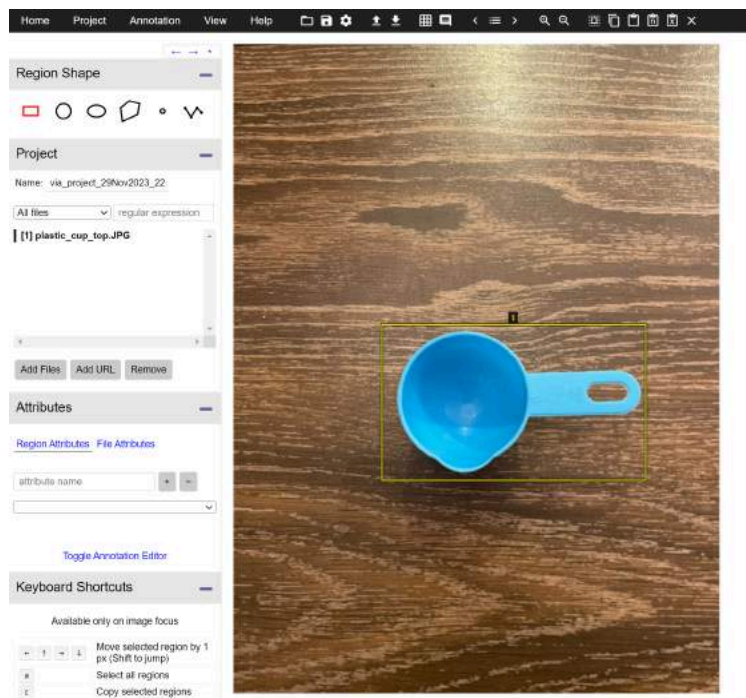 Home Project Annotation View Help
Region Shape
Project
Name: via_project_29Nov2023_22
All files regular expression
[1] plastic_cup_top.JPG
1
Add Files Add URL Remove
Attributes
Region Attributes File Attributes
attribute name + −
Toggle Annotation Editor
Keyboard Shortcuts
Available only on image focus
← ↑ → ↓ Move selected region by 1
px (Shift to jump)
a Select all regions
c Copy selected regions